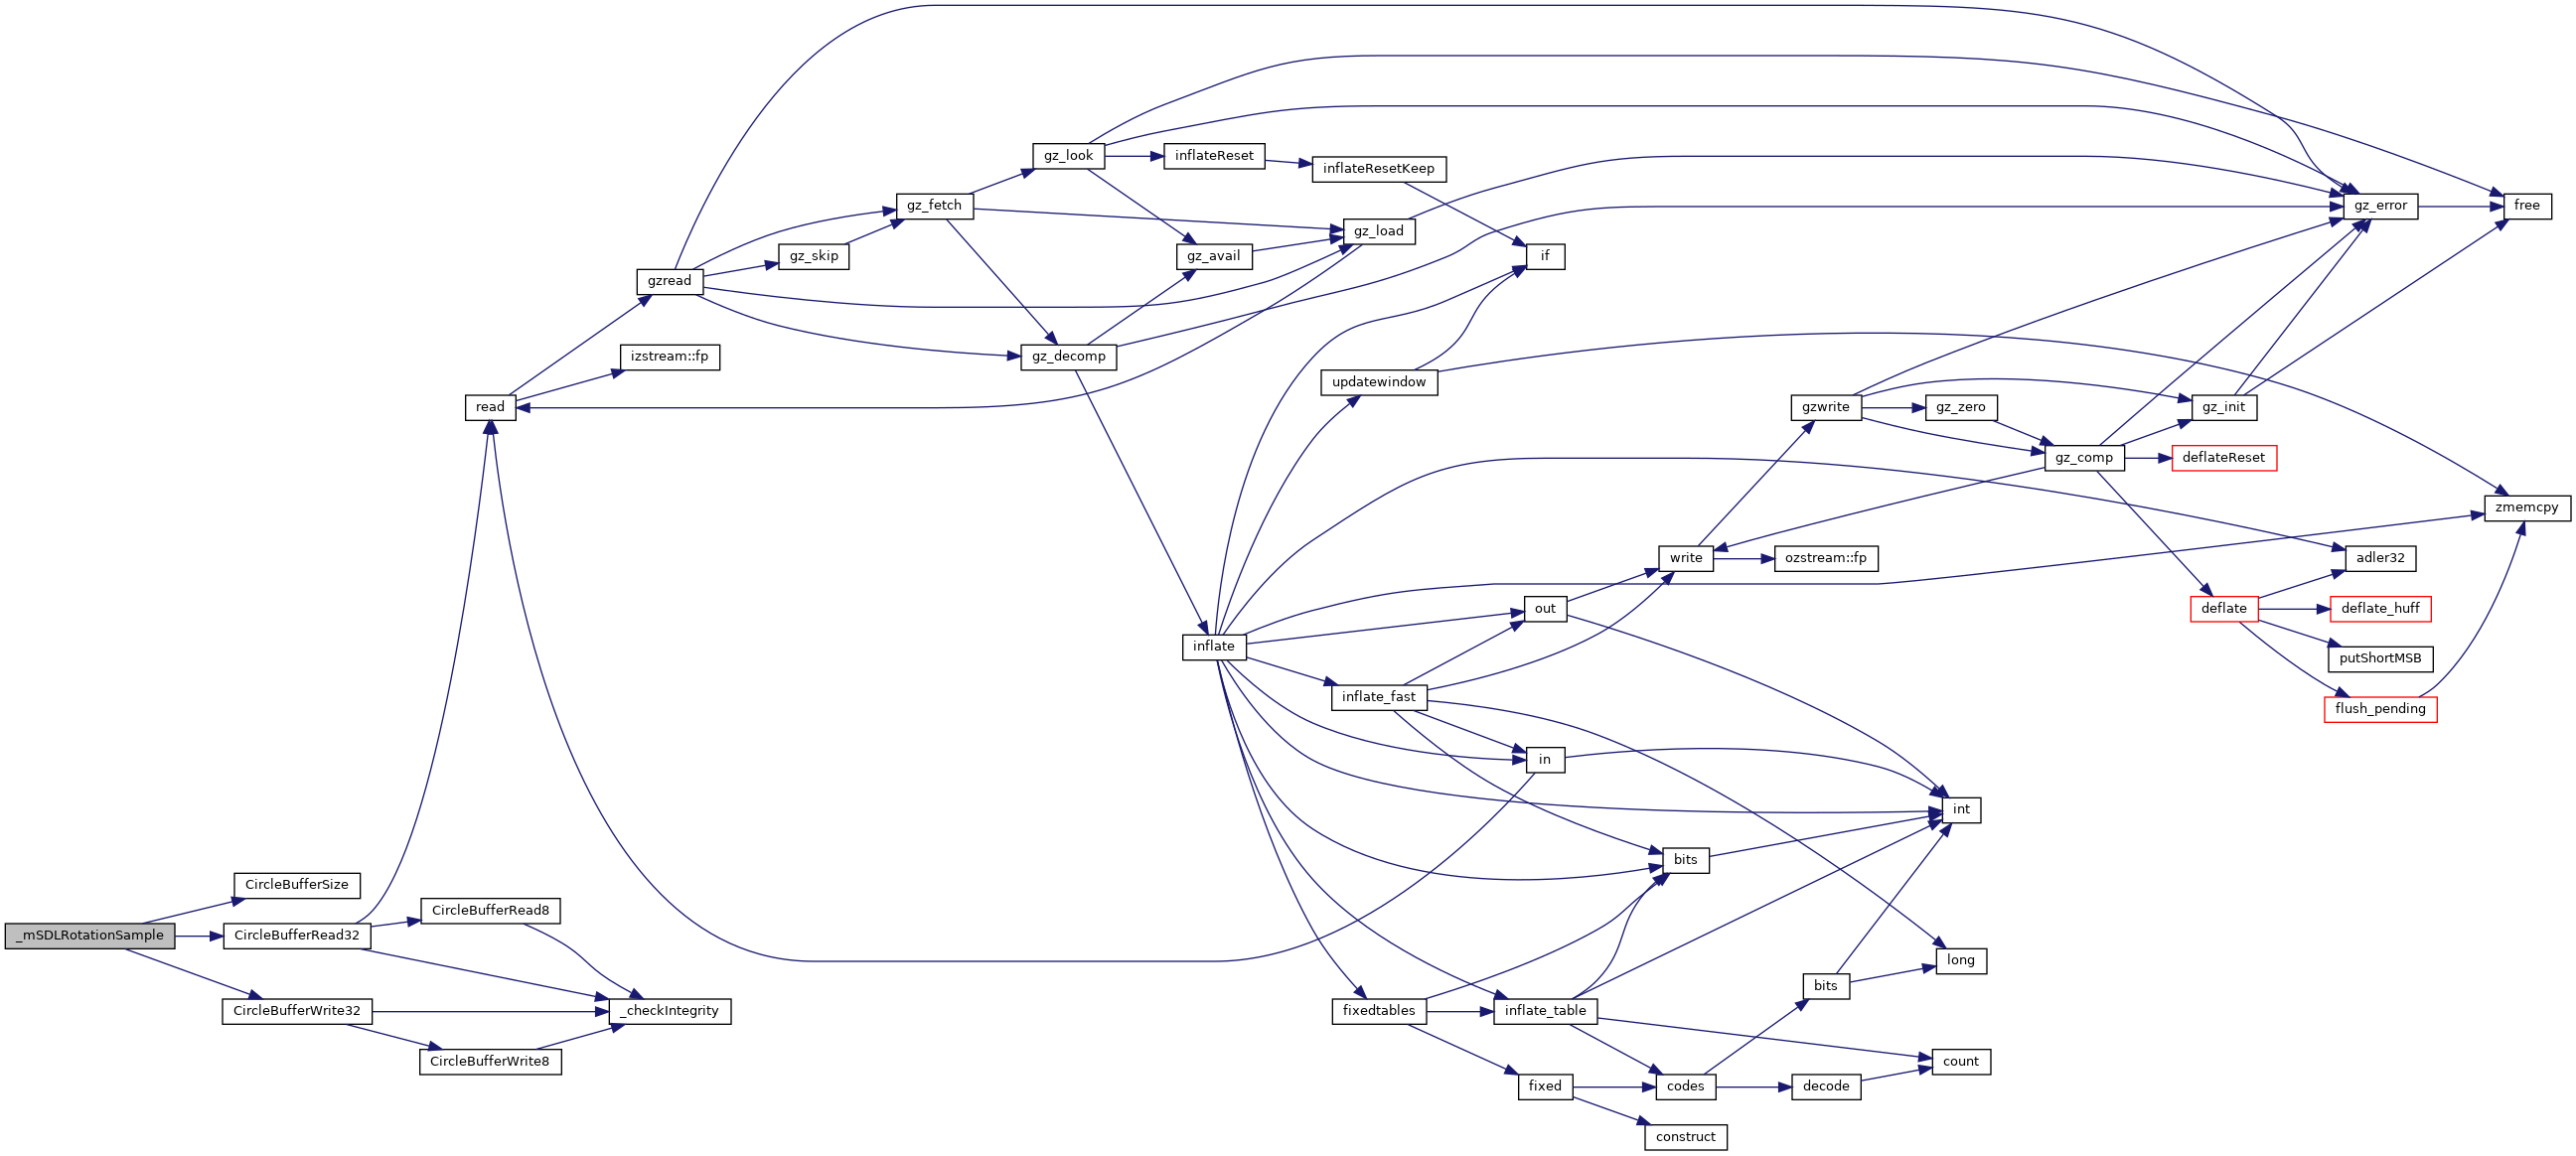 _mSDLRotationSample
CircleBufferSize
CircleBufferRead32
CircleBufferWrite32
CircleBufferRead8
CircleBufferWrite8
_checkIntegrity
read
izstream::fp
gzread
gz_skip
gz_fetch
gz_look
gz_decomp
inflateReset
gz_avail
inflate
inflateResetKeep
gz_load
updatewindow
inflate_fast
fixedtables
if
out
in
inflate_table
fixed
write
bits
codes
construct
gzwrite
ozstream::fp
bits
decode
gz_zero
int
long
count
gz_comp
gz_init
deflateReset
deflate
gz_error
adler32
deflate_huff
putShortMSB
flush_pending
free
zmemcpy